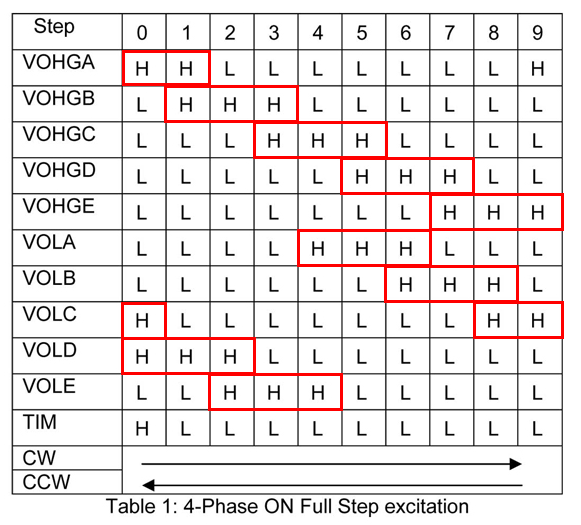 Step 0 1 2 3 4 5 6 7 8 9
VOHGA H H L L L L L L L H
VOHGB L H H H L L L L L L
VOHGC L L L H H H L L L L
VOHGD L L L L L H H H L L
VOHGE L L L L L L L H H H
VOLA L L L L H H H L L L
VOLB L L L L L L H H H L
VOLC H L L L L L L L H H
VOLD H H H L L L L L L L
VOLE L L H H H L L L L L
TIM H L L L L L L L L L
CW
CCW
Table 1: 4-Phase ON Full Step excitation